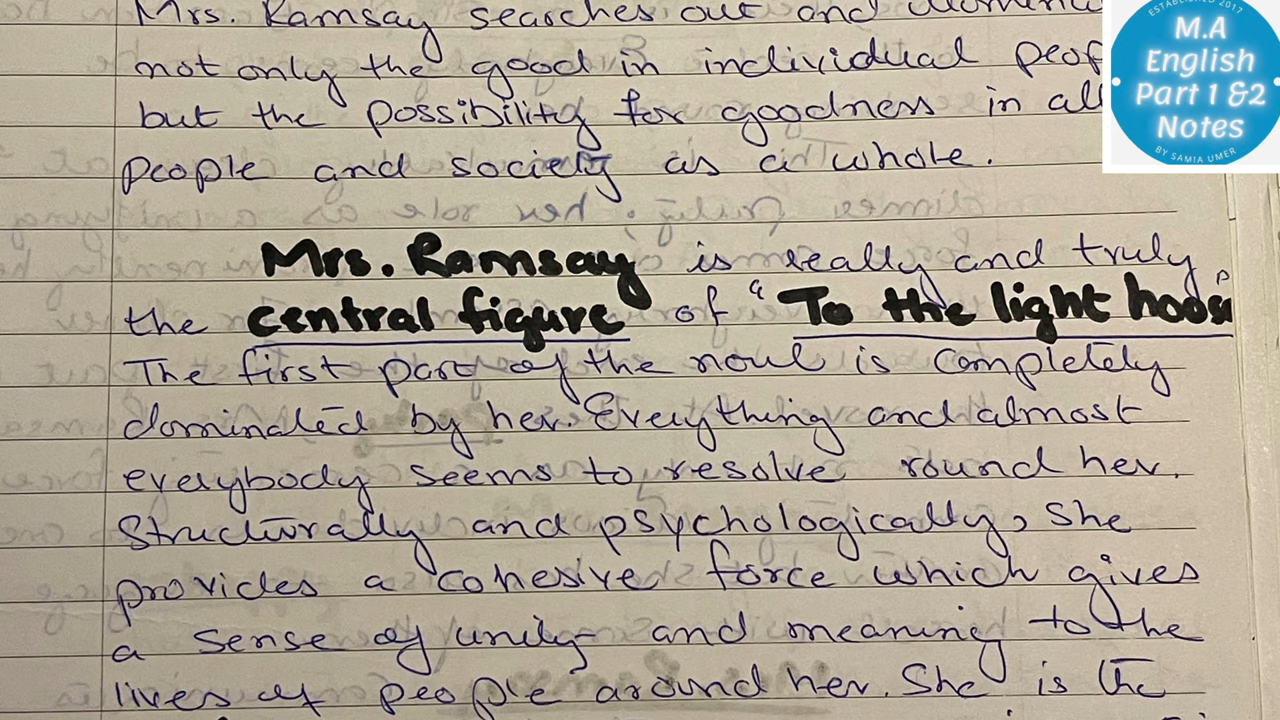 Mrs. Ramsay searches out and
not only the good in individual peop
but the possibility for goodness in all
people and society as a whole.
Mrs. Ramsay is really and truly
the central figure of "To the light hous
The first part of the novel is completely
dominated by her. Everything and almost
everybody seems to resolve round her.
Structurally and psychologically, she
provides a cohesive force which gives
a sense of unity and meaning to the
lives of people around her. She is the
ESTABLISHED 2017
M.A
English
Part 1 & 2
Notes
BY SAMIA UMER